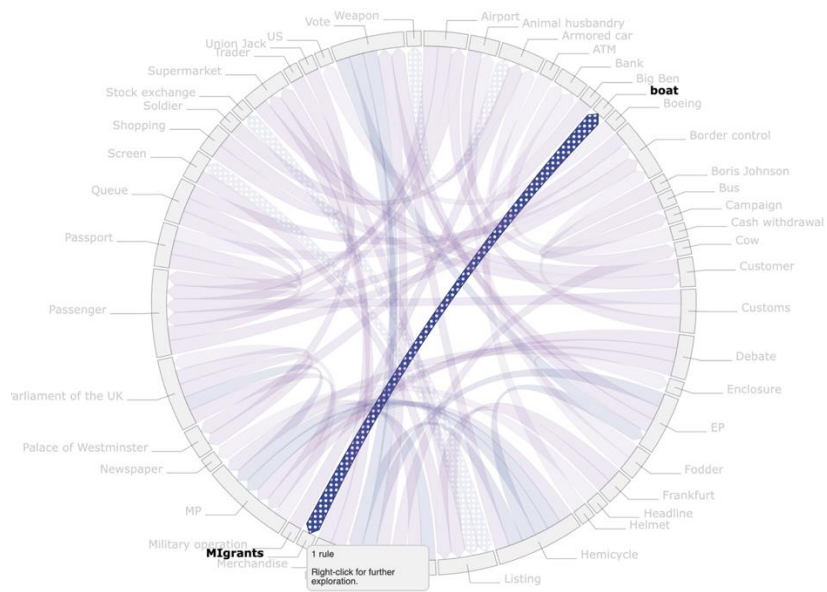 Weapon
Vote
US
Union Jack
Trader
Supermarket
Stock exchange
Soldier
Shopping
Screen
Queue
Passport
Passenger
arliament of the UK
Palace of Westminster
Newspaper
MP
Military operation
MIgrants
Merchandise
Airport
Animal husbandry
Armored car
ATM
Bank
Big Ben
boat
Boeing
Border control
Boris Johnson
Bus
Campaign
Cash withdrawal
Cow
Customer
Customs
Debate
Enclosure
EP
Fodder
Frankfurt
Headline
Helmet
Hemicycle
Listing
1 rule
Right-click for further
exploration.